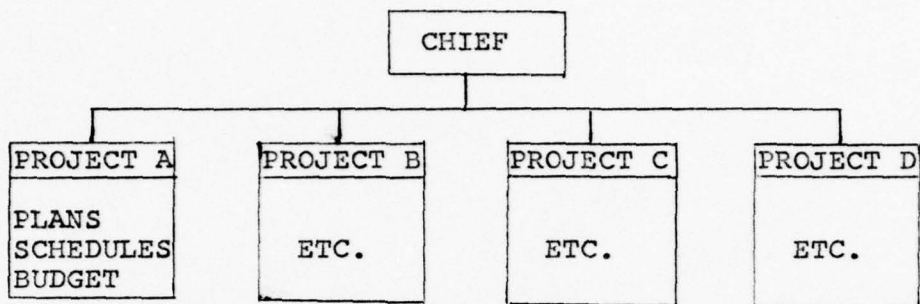 CHIEF
PROJECT A
PROJECT B
PROJECT C
PROJECT D
PLANS
SCHEDULES
BUDGET
ETC.
ETC.
ETC.